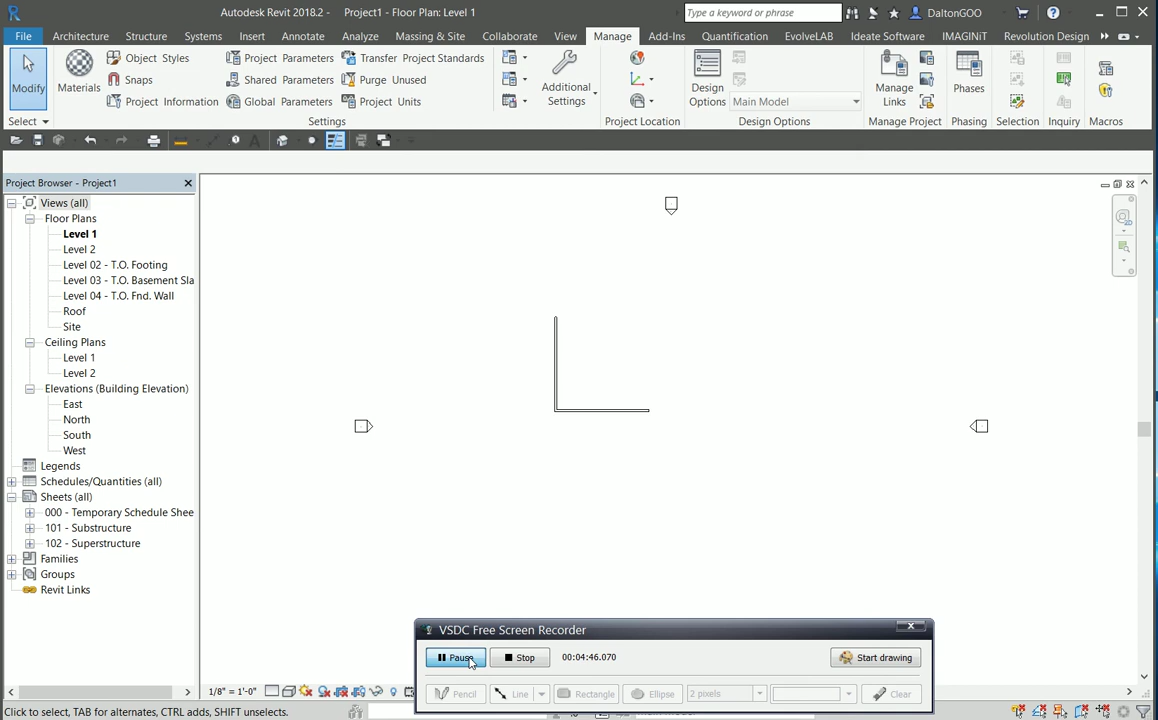 Autodesk Revit 2018.2 - Project1 - Floor Plan: Level 1
Type a keyword or phrase
DaltonGOO
File Architecture Structure Systems Insert Annotate Analyze Massing & Site Collaborate View Manage Add-Ins Quantification EvolveLAB Ideate Software IMAGINiT Revolution Design
Modify
Materials
Object Styles
Snaps
Project Information
Project Parameters
Shared Parameters
Global Parameters
Transfer Project Standards
Purge Unused
Project Units
Additional Settings
Design Options
Main Model
Manage Links
Phases
Select Settings Project Location Design Options Manage Project Phasing Selection Inquiry Macros
Project Browser - Project1
Views (all)
Floor Plans
Level 1
Level 2
Level 02 - T.O. Footing
Level 03 - T.O. Basement Sla
Level 04 - T.O. Fnd. Wall
Roof
Site
Ceiling Plans
Level 1
Level 2
Elevations (Building Elevation)
East
North
South
West
Legends
Schedules/Quantities (all)
Sheets (all)
000 - Temporary Schedule Shee
101 - Substructure
102 - Superstructure
Families
Groups
Revit Links
VSDC Free Screen Recorder
Pause Stop 00:04:46.070 Start drawing
Pencil Line Rectangle Ellipse 2 pixels Clear
1/8" = 1'-0"
Click to select, TAB for alternates, CTRL adds, SHIFT unselects.